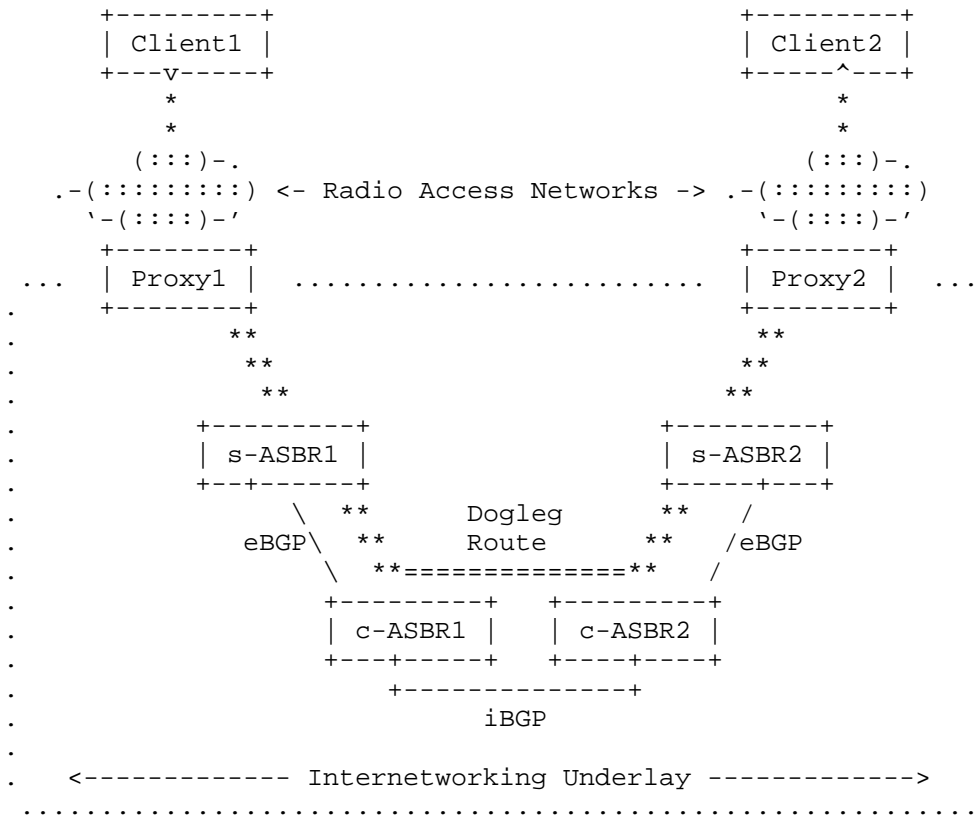 Client1 Client2
<- Radio Access Networks ->
Proxy1 Proxy2
s-ASBR1 s-ASBR2
Dogleg
eBGP Route eBGP
c-ASBR1 c-ASBR2
iBGP
<------------- Internetworking Underlay ------------->